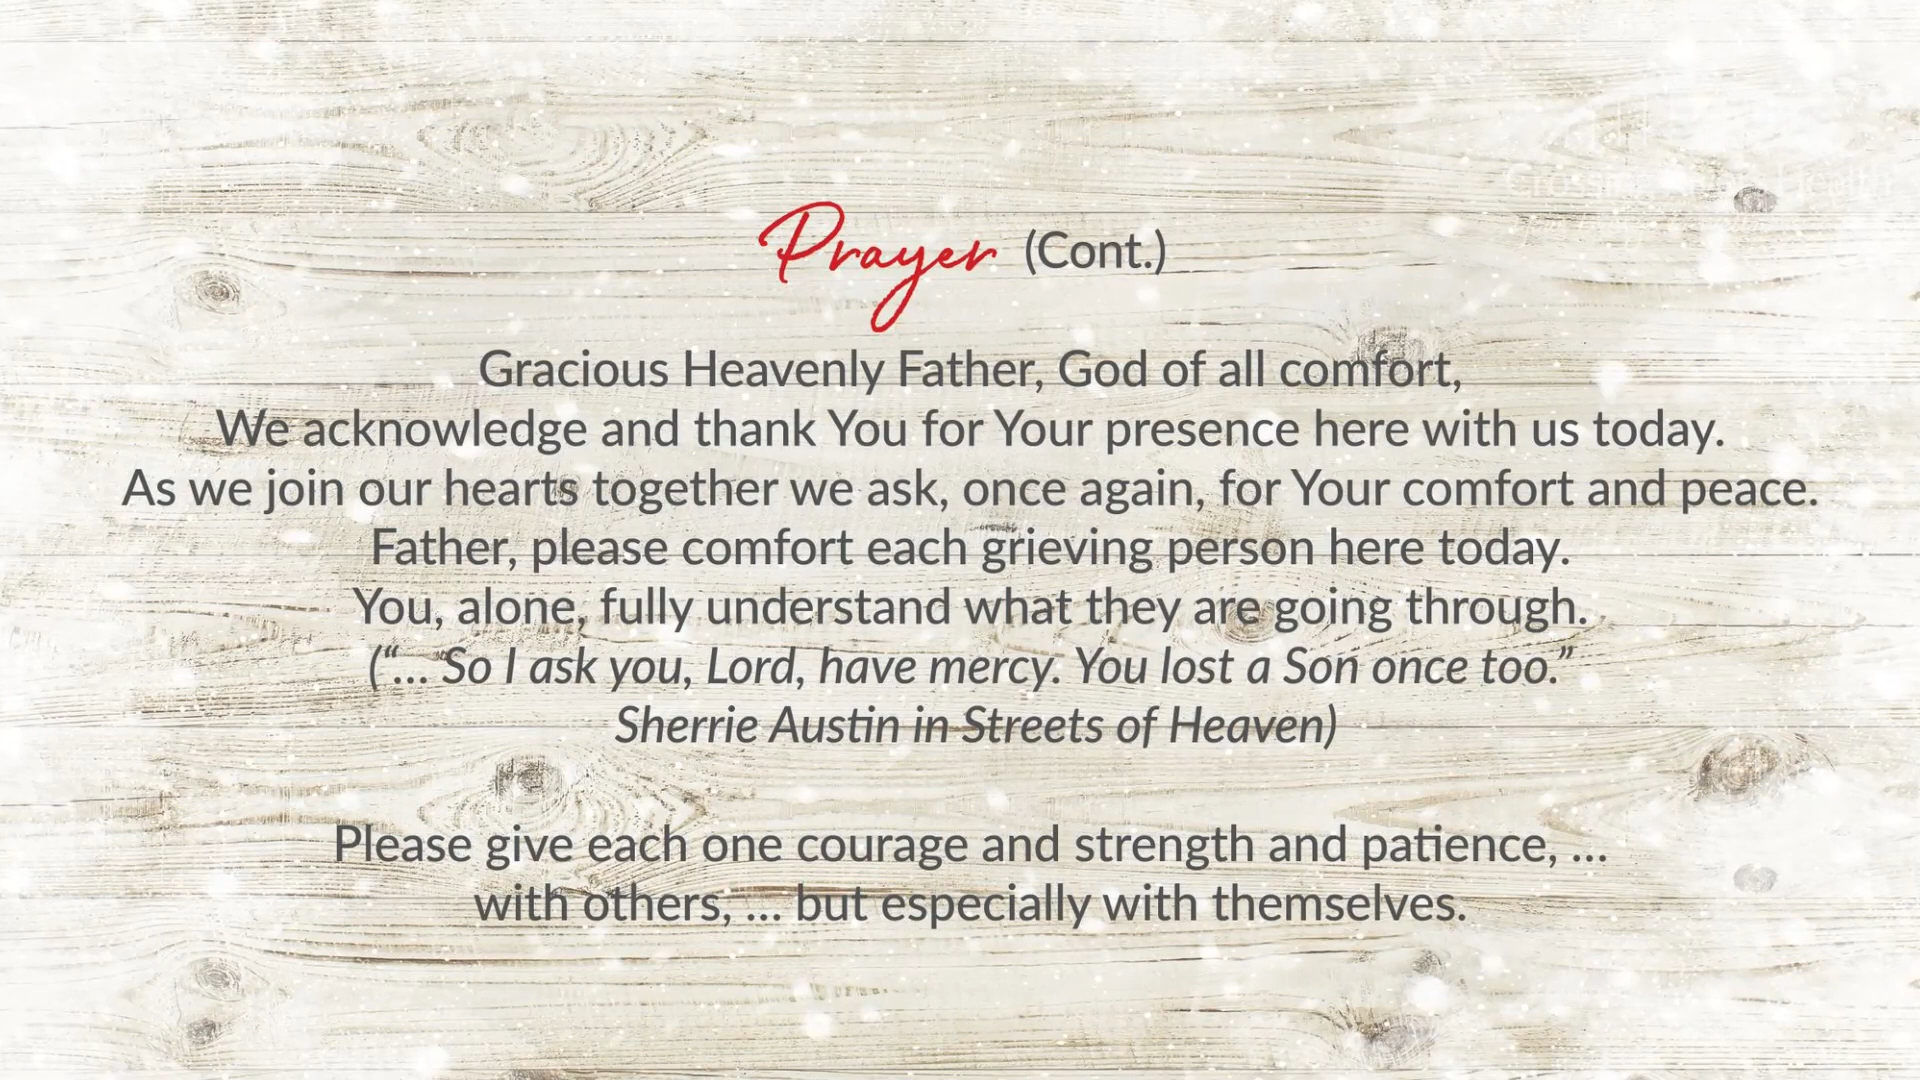 Prayer (Cont.)
Gracious Heavenly Father, God of all comfort,
We acknowledge and thank You for Your presence here with us today.
As we join our hearts together we ask, once again, for Your comfort and peace.
Father, please comfort each grieving person here today.
You, alone, fully understand what they are going through.
(“... So I ask you, Lord, have mercy. You lost a Son once too.”
Sherrie Austin in Streets of Heaven)
Please give each one courage and strength and patience, ...
with others, ... but especially with themselves.